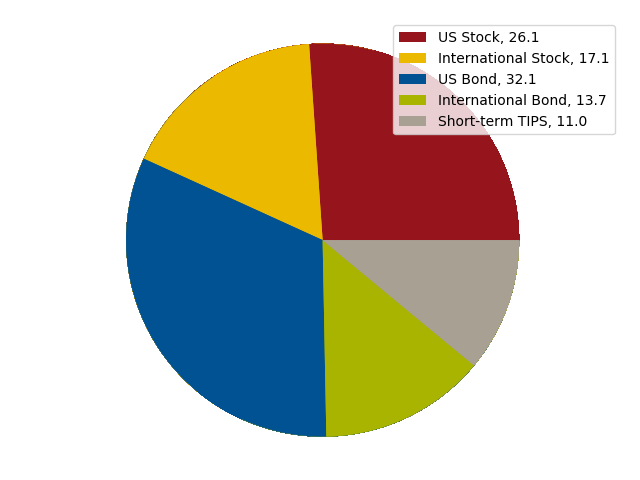 US Stock, 26.1
International Stock, 17.1
US Bond, 32.1
International Bond, 13.7
Short-term TIPS, 11.0